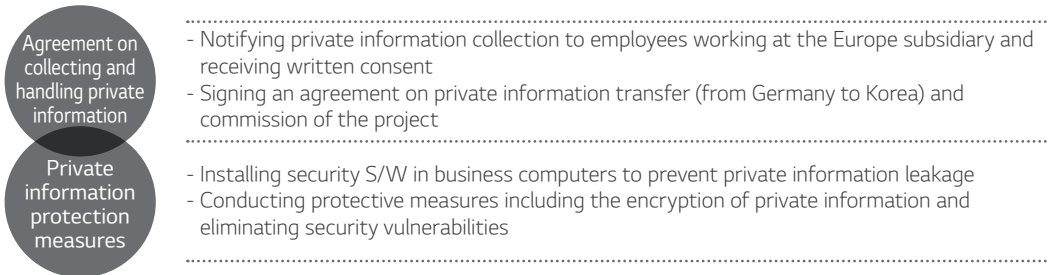 Agreement on
collecting and
handling private
information
- Notifying private information collection to employees working at the Europe subsidiary and
receiving written consent
- Signing an agreement on private information transfer (from Germany to Korea) and
commission of the project
Private
information
protection
measures
- Installing security S/W in business computers to prevent private information leakage
- Conducting protective measures including the encryption of private information and
eliminating security vulnerabilities